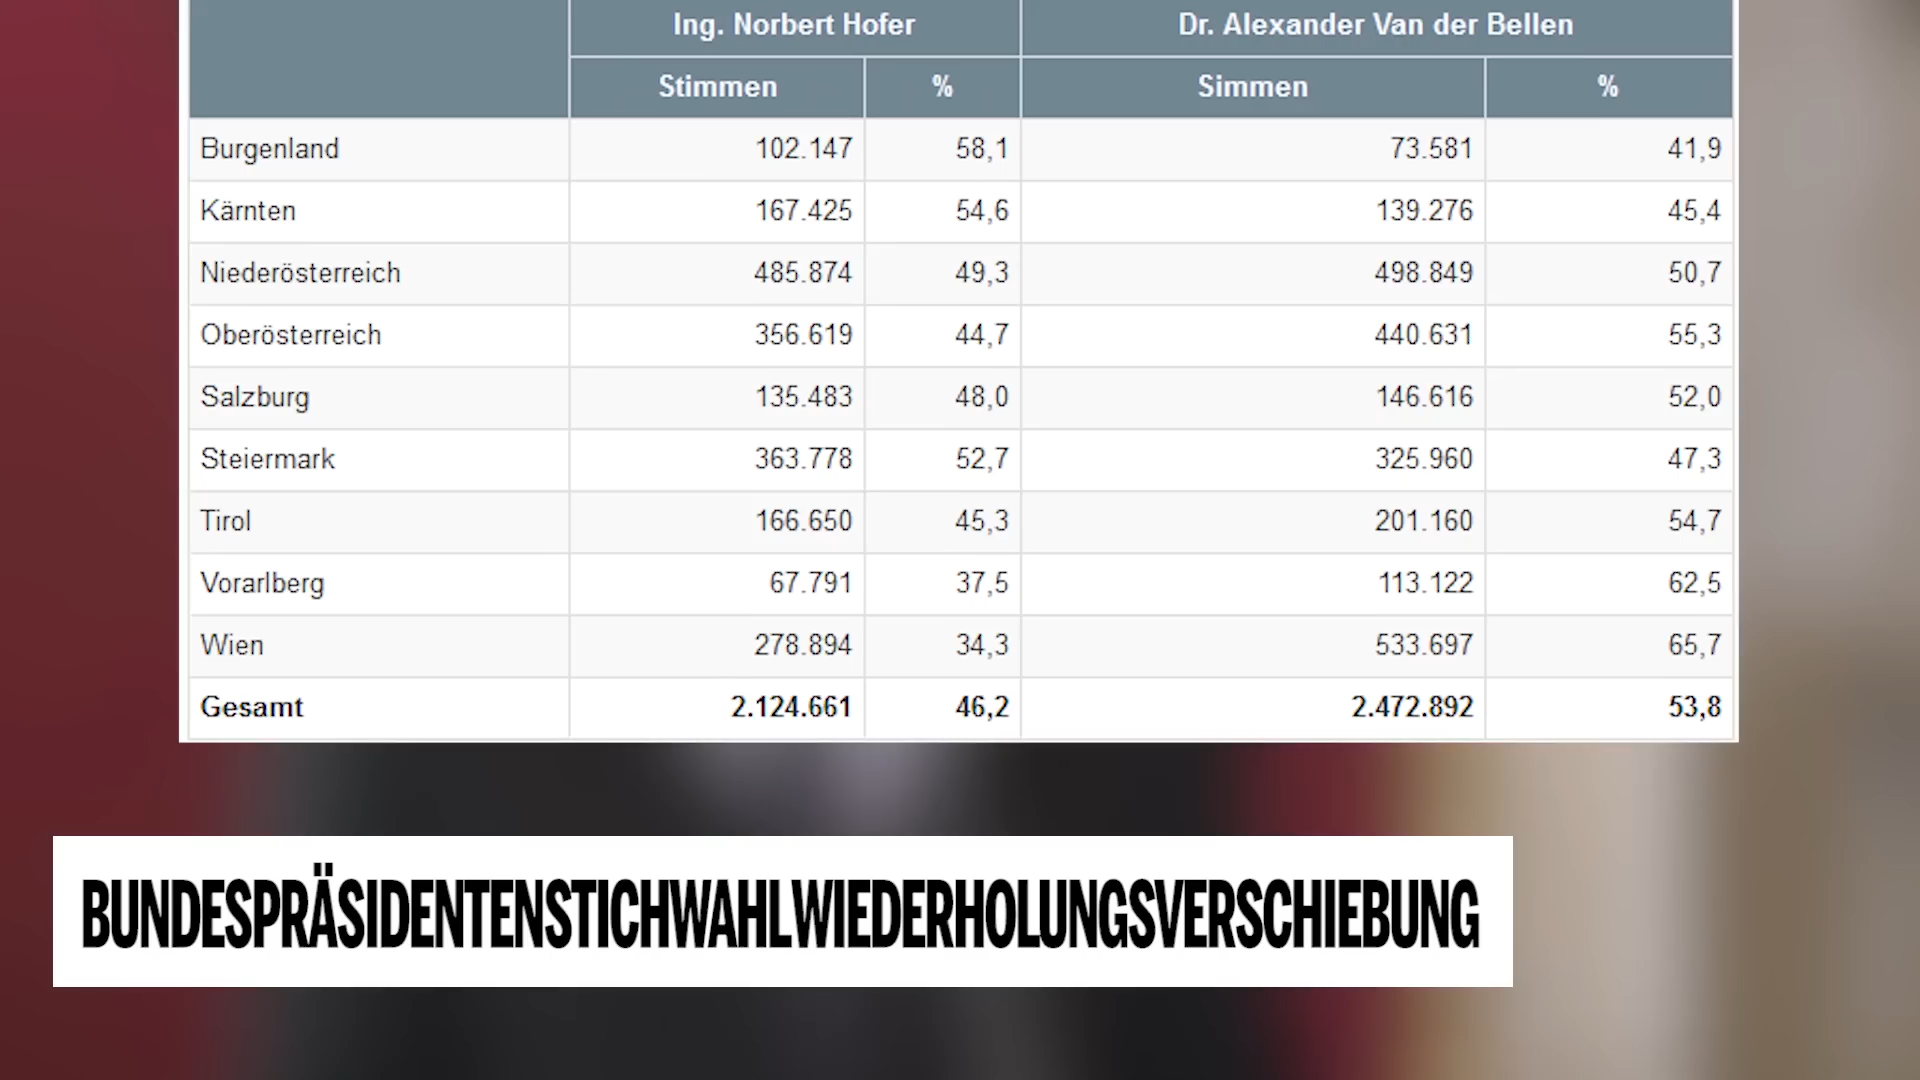 Ing. Norbert Hofer Dr. Alexander Van der Bellen
Stimmen % Simmen %
Burgenland 102.147 58,1 73.581 41,9
Kärnten 167.425 54,6 139.276 45,4
Niederösterreich 485.874 49,3 498.849 50,7
Oberösterreich 356.619 44,7 440.631 55,3
Salzburg 135.483 48,0 146.616 52,0
Steiermark 363.778 52,7 325.960 47,3
Tirol 166.650 45,3 201.160 54,7
Vorarlberg 67.791 37,5 113.122 62,5
Wien 278.894 34,3 533.697 65,7
Gesamt 2.124.661 46,2 2.472.892 53,8
BUNDESPRÄSIDENTENSTICHWAHLWIEDERHOLUNGSVERSCHIEBUNG